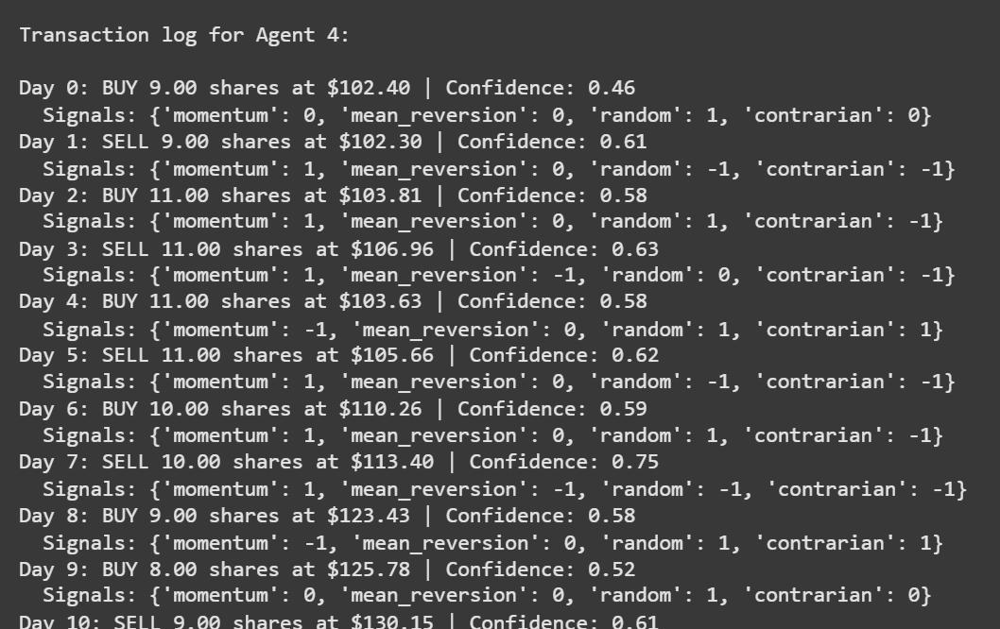 Transaction log for Agent 4:
Day 0: BUY 9.00 shares at $102.40 | Confidence: 0.46
Signals: {'momentum': 0, 'mean_reversion': 0, 'random': 1, 'contrarian': 0}
Day 1: SELL 9.00 shares at $102.30 | Confidence: 0.61
Signals: {'momentum': 1, 'mean_reversion': 0, 'random': -1, 'contrarian': -1}
Day 2: BUY 11.00 shares at $103.81 | Confidence: 0.58
Signals: {'momentum': 1, 'mean_reversion': 0, 'random': 1, 'contrarian': -1}
Day 3: SELL 11.00 shares at $106.96 | Confidence: 0.63
Signals: {'momentum': 1, 'mean_reversion': -1, 'random': 0, 'contrarian': -1}
Day 4: BUY 11.00 shares at $103.63 | Confidence: 0.58
Signals: {'momentum': -1, 'mean_reversion': 0, 'random': 1, 'contrarian': 1}
Day 5: SELL 11.00 shares at $105.66 | Confidence: 0.62
Signals: {'momentum': 1, 'mean_reversion': 0, 'random': -1, 'contrarian': -1}
Day 6: BUY 10.00 shares at $110.26 | Confidence: 0.59
Signals: {'momentum': 1, 'mean_reversion': 0, 'random': 1, 'contrarian': -1}
Day 7: SELL 10.00 shares at $113.40 | Confidence: 0.75
Signals: {'momentum': 1, 'mean_reversion': -1, 'random': -1, 'contrarian': -1}
Day 8: BUY 9.00 shares at $123.43 | Confidence: 0.58
Signals: {'momentum': -1, 'mean_reversion': 0, 'random': 1, 'contrarian': 1}
Day 9: BUY 8.00 shares at $125.78 | Confidence: 0.52
Signals: {'momentum': 0, 'mean_reversion': 0, 'random': 1, 'contrarian': 0}
Day 10: SELL 9.00 shares at $130.15 | Confidence: 0.61